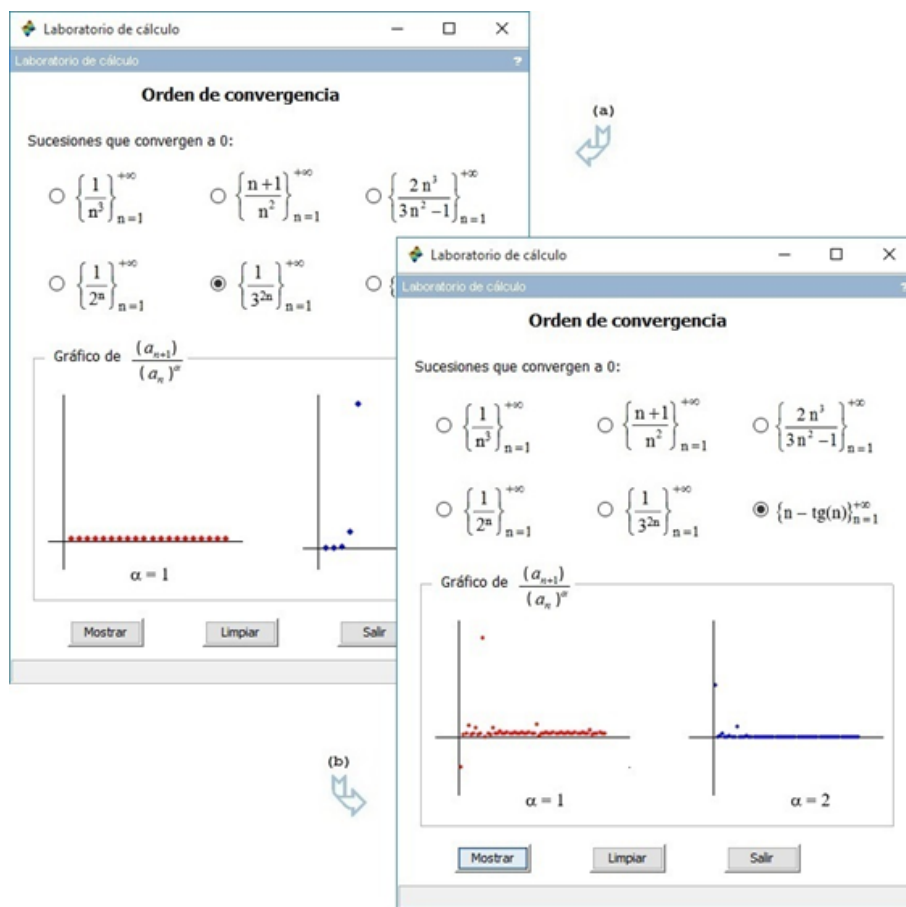 Laboratorio de cálculo
Laboratorio de cálculo ?
Orden de convergencia
(a)
Sucesiones que convergen a 0:
{1/n³}ₙ₌₁⁺∞ {(n+1)/n²}ₙ₌₁⁺∞ {2n³/(3n²−1)}ₙ₌₁⁺∞
{1/2ⁿ}ₙ₌₁⁺∞ {1/3²ⁿ}ₙ₌₁⁺∞ {
Gráfico de (aₙ₊₁)/(aₙ)^α
α = 1
Mostrar Limpiar Salir
Laboratorio de cálculo
Laboratorio de cálculo ?
Orden de convergencia
Sucesiones que convergen a 0:
{1/n³}ₙ₌₁⁺∞ {(n+1)/n²}ₙ₌₁⁺∞ {2n³/(3n²−1)}ₙ₌₁⁺∞
{1/2ⁿ}ₙ₌₁⁺∞ {1/3²ⁿ}ₙ₌₁⁺∞ {n − tg(n)}ₙ₌₁⁺∞
Gráfico de (aₙ₊₁)/(aₙ)^α
(b)
α = 1 α = 2
Mostrar Limpiar Salir